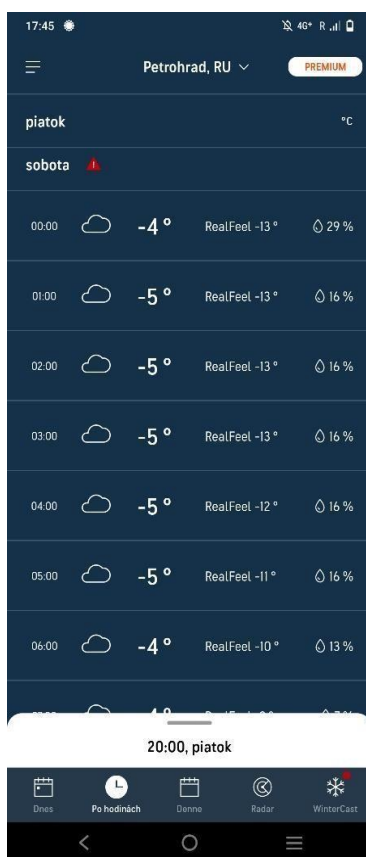 17:45 4G+ R
Petrohrad, RU PREMIUM
piatok °C
sobota
00:00 -4° RealFeel -13° 29 %
01:00 -5° RealFeel -13° 16 %
02:00 -5° RealFeel -13° 16 %
03:00 -5° RealFeel -13° 16 %
04:00 -5° RealFeel -12° 16 %
05:00 -5° RealFeel -11° 16 %
06:00 -4° RealFeel -10° 13 %
20:00, piatok
Dnes Po hodinách Denne Radar WinterCast